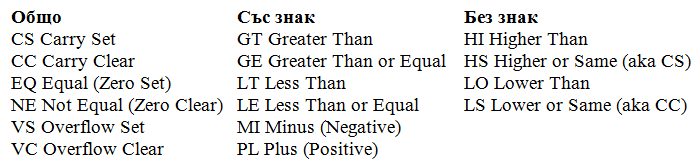 Общо Със знак Без знак
CS Carry Set GT Greater Than HI Higher Than
CC Carry Clear GE Greater Than or Equal HS Higher or Same (aka CS)
EQ Equal (Zero Set) LT Less Than LO Lower Than
NE Not Equal (Zero Clear) LE Less Than or Equal LS Lower or Same (aka CC)
VS Overflow Set MI Minus (Negative)
VC Overflow Clear PL Plus (Positive)